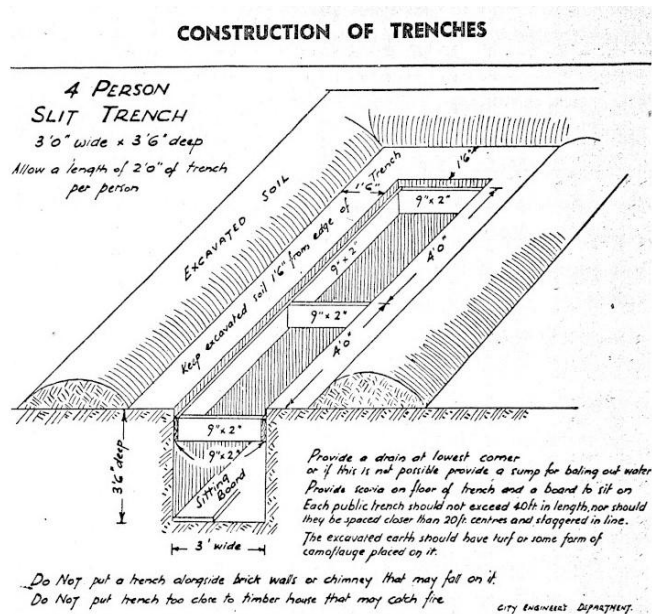 CONSTRUCTION OF TRENCHES
4 PERSON
SLIT TRENCH
3'0" wide x 3'6" deep
Allow a length of 2'0" of trench
per person
EXCAVATED SOIL
Keep excavated soil 1'6" from edge of Trench
1'6"
1'6"
9"x 2"
9"x 2"
4'0"
9"x 2"
4'0"
9"x 2"
9"x 2"
Sitting Board
3'6" deep
3' wide
Provide a drain at lowest corner
or if this is not possible provide a sump for baling out water
Provide scoria on floor of trench and a board to sit on
Each public trench should not exceed 40ft in length, nor should
they be spaced closer than 20ft. centres and staggered in line.
The excavated earth should have turf or some form of
camoflauge placed on it.
Do Not put a trench alongside brick walls or chimney that may fall on it.
Do Not put trench too close to timber house that may catch fire
CITY ENGINEERS DEPARTMENT.